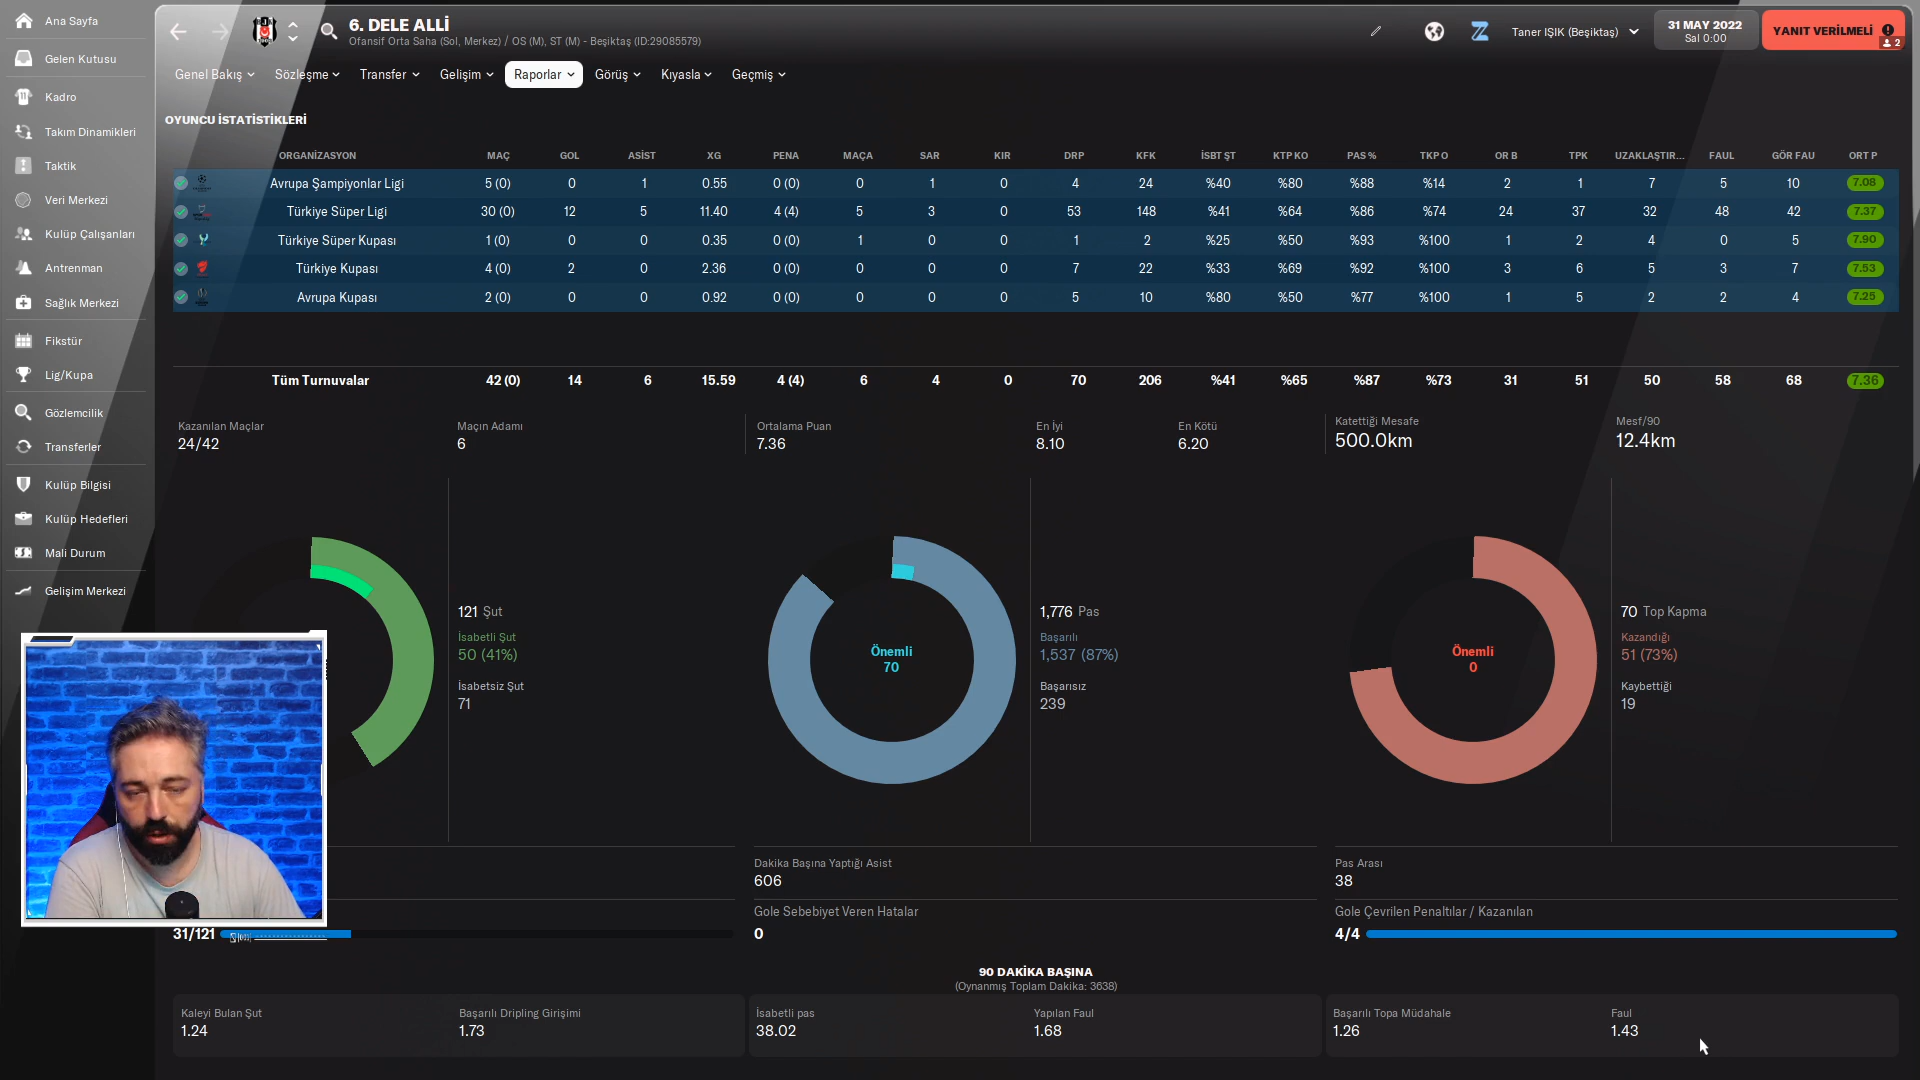 Ana Sayfa
Gelen Kutusu
Kadro
Takım Dinamikleri
Taktik
Veri Merkezi
Kulüp Çalışanları
Antrenman
Sağlık Merkezi
Fikstür
Lig/Kupa
Gözlemcilik
Transferler
Kulüp Bilgisi
Kulüp Hedefleri
Mali Durum
Gelişim Merkezi
6. DELE ALLİ
Ofansif Orta Saha (Sol, Merkez) / OS (M), ST (M) - Beşiktaş (ID:29085579)
Taner IŞIK (Beşiktaş)
31 MAY 2022
Sal 0:00
YANIT VERİLMELİ
2
Genel Bakış Sözleşme Transfer Gelişim Raporlar Görüş Kıyasla Geçmiş
OYUNCU İSTATİSTİKLERİ
ORGANİZASYON MAÇ GOL ASİST XG PENA MAÇA SAR KIR DRP KFK İSBT ŞT KTP KO PAS % TKP O OR B TPK UZAKLAŞTIR... FAUL GÖR FAU ORT P
Avrupa Şampiyonlar Ligi 5 (0) 0 1 0.55 0 (0) 0 1 0 4 24 %40 %80 %88 %14 2 1 7 5 10 7.08
Türkiye Süper Ligi 30 (0) 12 5 11.40 4 (4) 5 3 0 53 148 %41 %64 %86 %74 24 37 32 48 42 7.37
Türkiye Süper Kupası 1 (0) 0 0 0.35 0 (0) 1 0 0 1 2 %25 %50 %93 %100 1 2 4 0 5 7.90
Türkiye Kupası 4 (0) 2 0 2.36 0 (0) 0 0 0 7 22 %33 %69 %92 %100 3 6 5 3 7 7.53
Avrupa Kupası 2 (0) 0 0 0.92 0 (0) 0 0 0 5 10 %80 %50 %77 %100 1 5 2 2 4 7.25
Tüm Turnuvalar 42 (0) 14 6 15.59 4 (4) 6 4 0 70 206 %41 %65 %87 %73 31 51 50 58 68 7.36
Kazanılan Maçlar
24/42
Maçın Adamı
6
Ortalama Puan
7.36
En İyi
8.10
En Kötü
6.20
Katettiği Mesafe
500.0km
Mesf/90
12.4km
121 Şut
İsabetli Şut
50 (41%)
İsabetsiz Şut
71
Önemli
70
1,776 Pas
Başarılı
1,537 (87%)
Başarısız
239
Önemli
0
70 Top Kapma
Kazandığı
51 (73%)
Kaybettiği
19
31/121
Dakika Başına Yaptığı Asist
606
Gole Sebebiyet Veren Hatalar
0
Pas Arası
38
Gole Çevrilen Penaltılar / Kazanılan
4/4
90 DAKİKA BAŞINA
(Oynanmış Toplam Dakika: 3638)
Kaleyi Bulan Şut
1.24
Başarılı Dripling Girişimi
1.73
İsabetli pas
38.02
Yapılan Faul
1.68
Başarılı Topa Müdahale
1.26
Faul
1.43